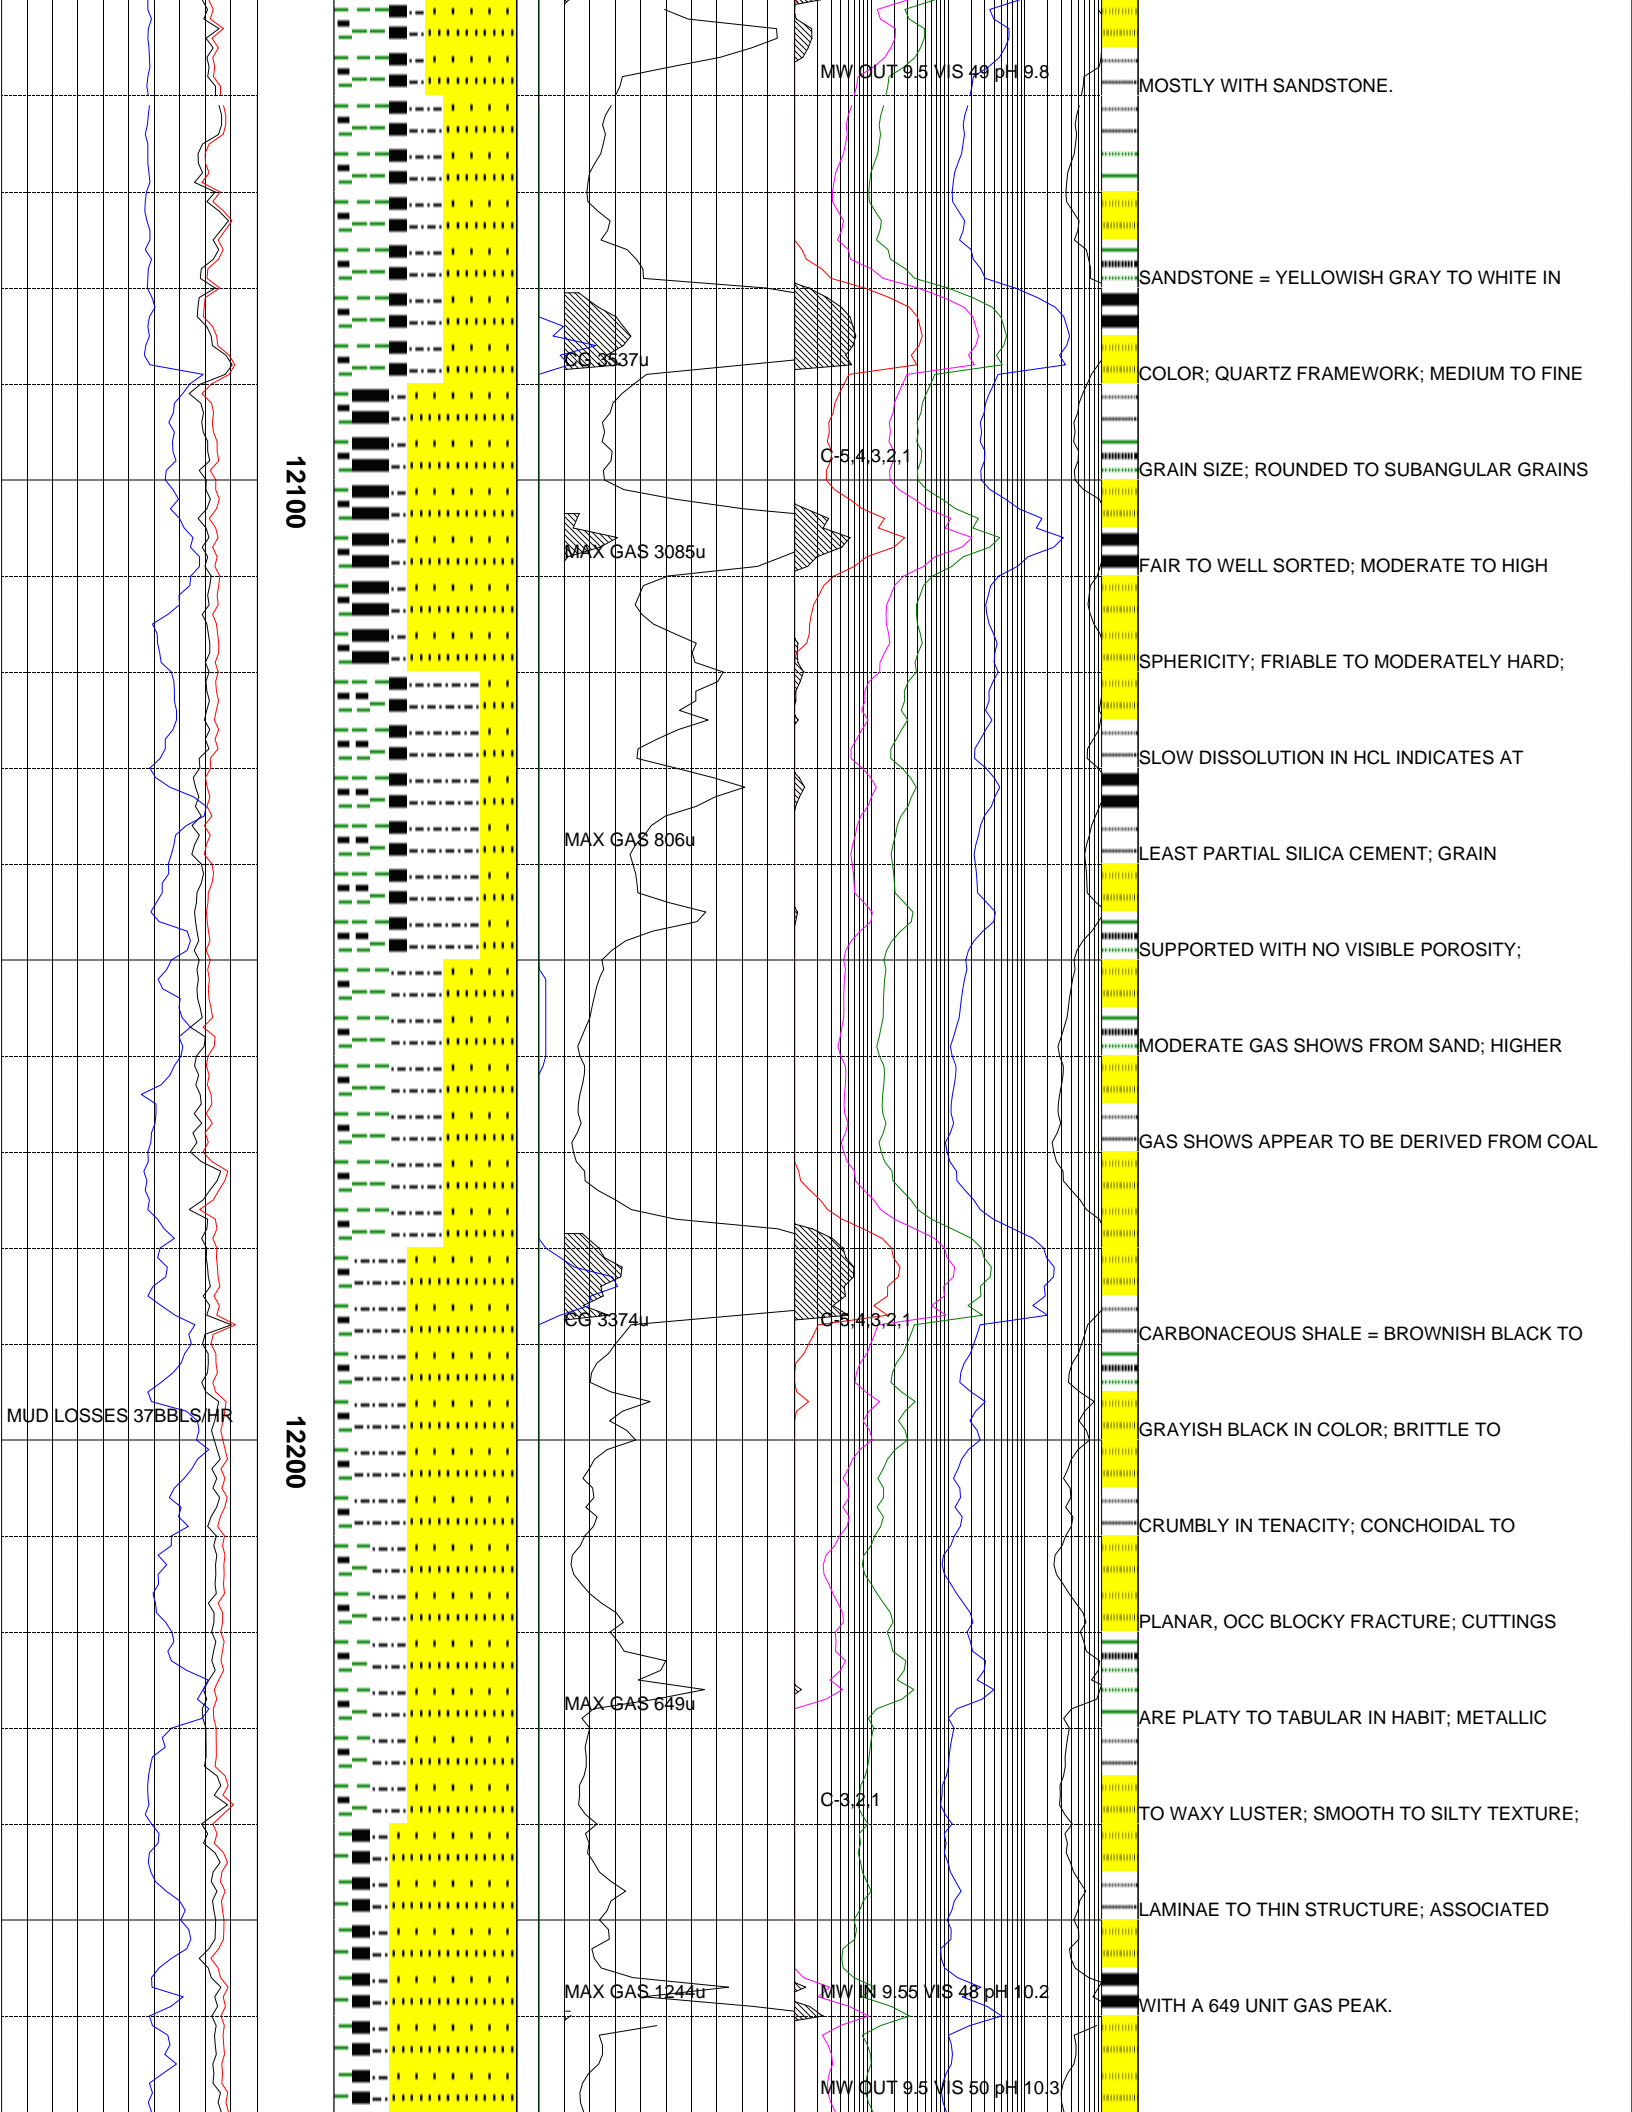 MW OUT 9.5 VIS 49 pH 9.8
MOSTLY WITH SANDSTONE.
SANDSTONE = YELLOWISH GRAY TO WHITE IN
CG 3537u
COLOR; QUARTZ FRAMEWORK; MEDIUM TO FINE
C-5,4,3,2,1
GRAIN SIZE; ROUNDED TO SUBANGULAR GRAINS
12100
MAX GAS 3085u
FAIR TO WELL SORTED; MODERATE TO HIGH
SPHERICITY; FRIABLE TO MODERATELY HARD;
SLOW DISSOLUTION IN HCL INDICATES AT
MAX GAS 806u
LEAST PARTIAL SILICA CEMENT; GRAIN
SUPPORTED WITH NO VISIBLE POROSITY;
MODERATE GAS SHOWS FROM SAND; HIGHER
GAS SHOWS APPEAR TO BE DERIVED FROM COAL
CG 3374u
C-5,4,3,2,1
CARBONACEOUS SHALE = BROWNISH BLACK TO
MUD LOSSES 37BBLS/HR
GRAYISH BLACK IN COLOR; BRITTLE TO
12200
CRUMBLY IN TENACITY; CONCHOIDAL TO
PLANAR, OCC BLOCKY FRACTURE; CUTTINGS
MAX GAS 649u
ARE PLATY TO TABULAR IN HABIT; METALLIC
C-3,2,1
TO WAXY LUSTER; SMOOTH TO SILTY TEXTURE;
LAMINAE TO THIN STRUCTURE; ASSOCIATED
MAX GAS 1244u
MW IN 9.55 VIS 48 pH 10.2
WITH A 649 UNIT GAS PEAK.
MW OUT 9.5 VIS 50 pH 10.3